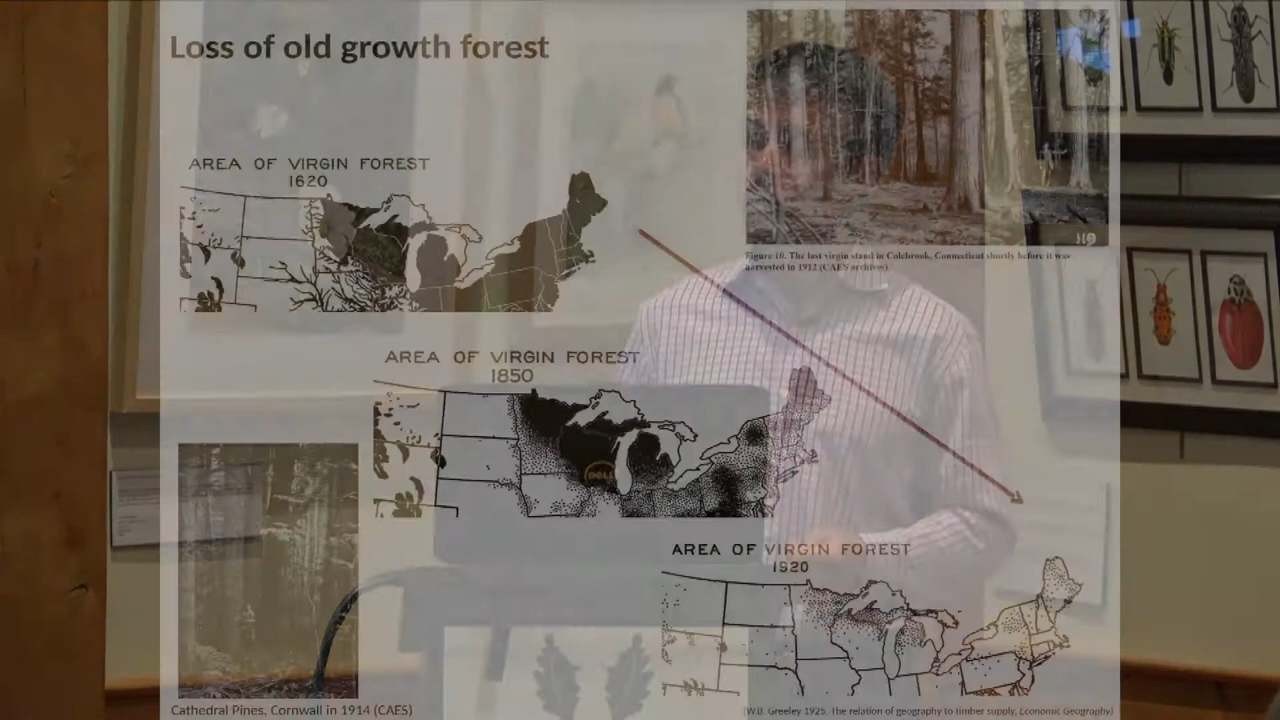 Loss of old growth forest
AREA OF VIRGIN FOREST
1620
119
Figure 10. The last virgin stand in Colebrook, Connecticut shortly before it was
harvested in 1912 (CAES archives)
AREA OF VIRGIN FOREST
1850
DELL
AREA OF VIRGIN FOREST
1920
Cathedral Pines, Cornwall in 1914 (CAES)
(W.B. Greeley 1925. The relation of geography to timber supply, Economic Geography)